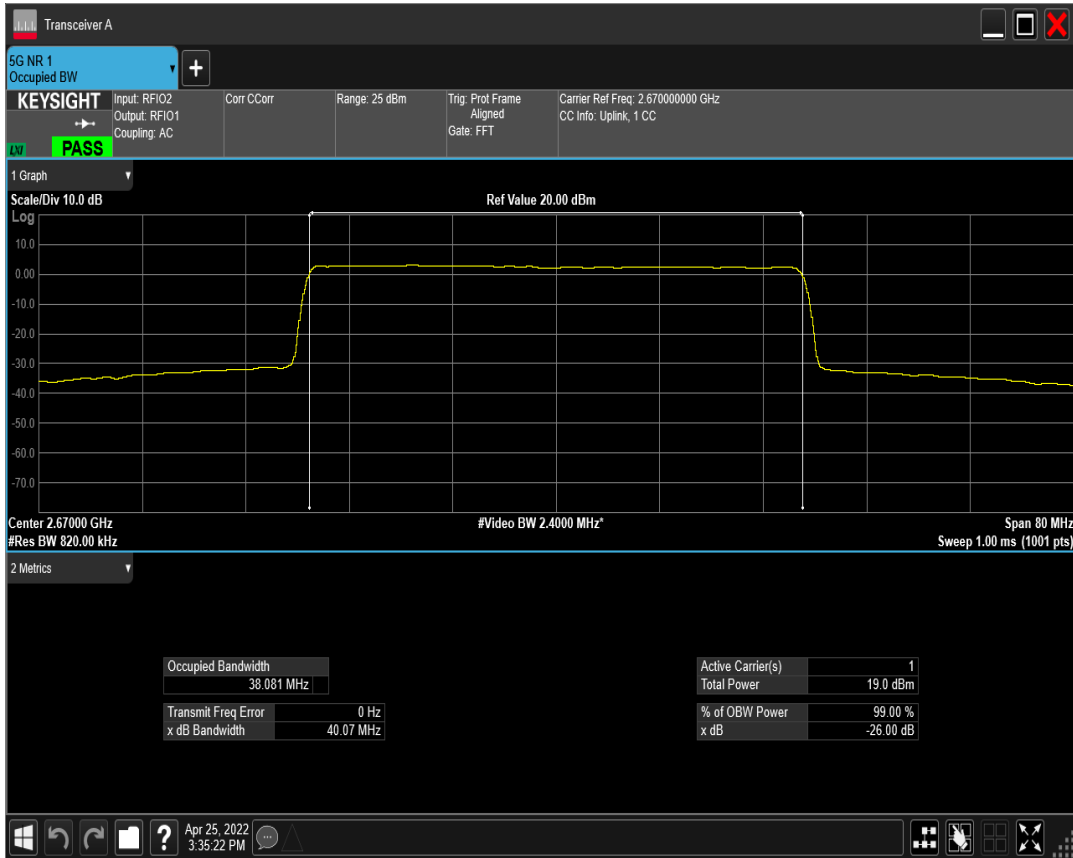 Transceiver A
5G NR 1
Occupied BW
KEYSIGHT
LXI
PASS
Input: RFIO2
Output: RFIO1
Coupling: AC
Corr CCorr
Range: 25 dBm
Trig: Prot Frame
Aligned
Gate: FFT
Carrier Ref Freq: 2.670000000 GHz
CC Info: Uplink, 1 CC
1 Graph
Scale/Div 10.0 dB
Ref Value 20.00 dBm
Log
10.0
0.00
-10.0
-20.0
-30.0
-40.0
-50.0
-60.0
-70.0
Center 2.67000 GHz
#Video BW 2.4000 MHz*
Span 80 MHz
#Res BW 820.00 kHz
Sweep 1.00 ms (1001 pts)
2 Metrics
Occupied Bandwidth
38.081 MHz
Transmit Freq Error 0 Hz
x dB Bandwidth 40.07 MHz
Active Carrier(s) 1
Total Power 19.0 dBm
% of OBW Power 99.00 %
x dB -26.00 dB
?
Apr 25, 2022
3:35:22 PM